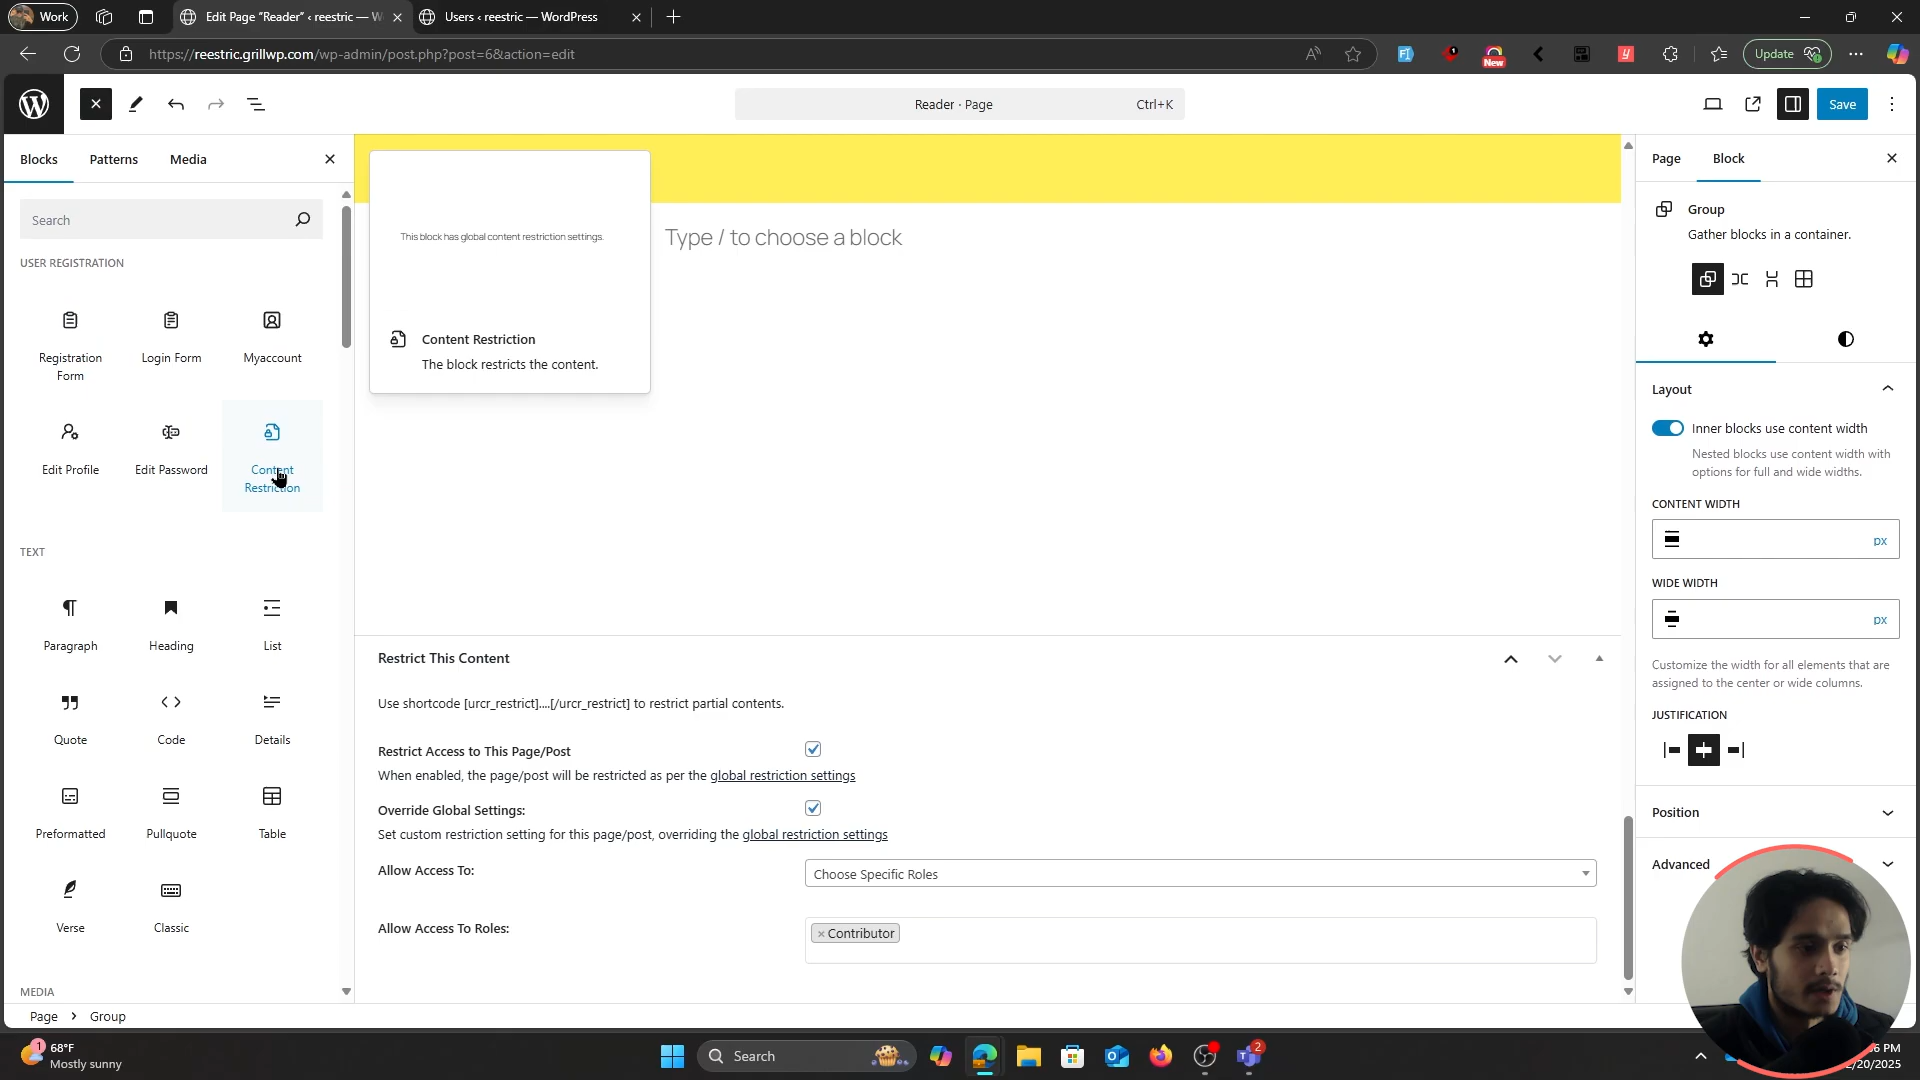 Work
Edit Page “Reader” ‹ reestric — W
Users ‹ reestric — WordPress
https://reestric.grillwp.com/wp-admin/post.php?post=6&action=edit
New
Update
Reader · Page
Ctrl+K
Save
Blocks
Patterns
Media
Search
USER REGISTRATION
Registration
Form
Login Form
Myaccount
Edit Profile
Edit Password
Content
Restriction
TEXT
Paragraph
Heading
List
Quote
Code
Details
Preformatted
Pullquote
Table
Verse
Classic
MEDIA
This block has global content restriction settings.
Content Restriction
The block restricts the content.
Type / to choose a block
Restrict This Content
Use shortcode [urcr_restrict]....[/urcr_restrict] to restrict partial contents.
Restrict Access to This Page/Post
When enabled, the page/post will be restricted as per the global restriction settings
Override Global Settings:
Set custom restriction setting for this page/post, overriding the global restriction settings
Allow Access To:
Choose Specific Roles
Allow Access To Roles:
× Contributor
Page
Block
Group
Gather blocks in a container.
Layout
Inner blocks use content width
Nested blocks use content width with
options for full and wide widths.
CONTENT WIDTH
px
WIDE WIDTH
px
Customize the width for all elements that are
assigned to the center or wide columns.
JUSTIFICATION
Position
Advanced
Page > Group
1
68°F
Mostly sunny
Search
2
PM
/20/2025